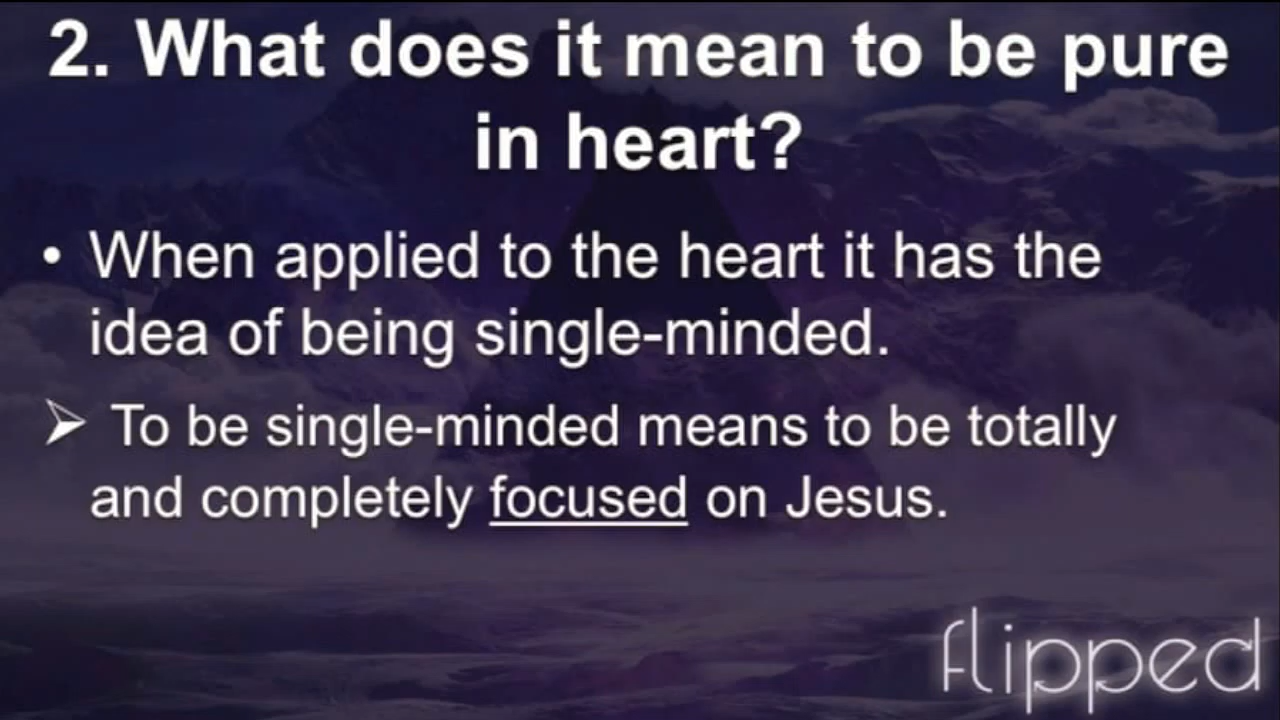 2. What does it mean to be pure
in heart?
• When applied to the heart it has the
idea of being single-minded.
➢ To be single-minded means to be totally
and completely focused on Jesus.
flipped